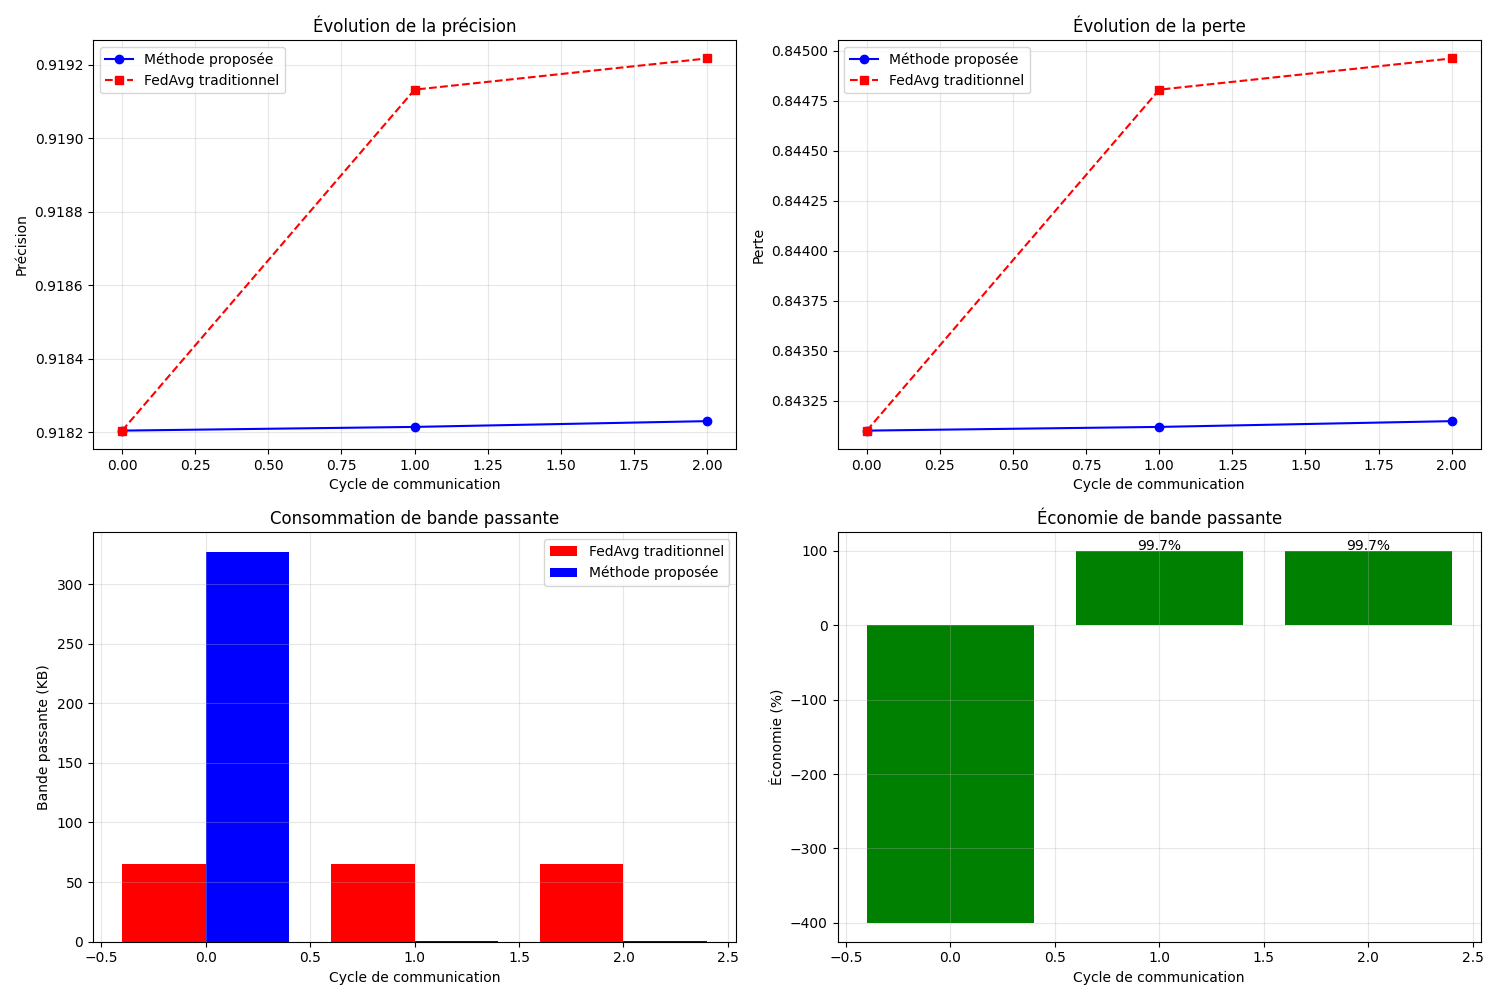 Évolution de la précision
Méthode proposée
FedAvg traditionnel
0.9192
0.9190
0.9188
0.9186
0.9184
0.9182
Précision
0.00 0.25 0.50 0.75 1.00 1.25 1.50 1.75 2.00
Cycle de communication
Évolution de la perte
Méthode proposée
FedAvg traditionnel
0.84500
0.84475
0.84450
0.84425
0.84400
0.84375
0.84350
0.84325
Perte
0.00 0.25 0.50 0.75 1.00 1.25 1.50 1.75 2.00
Cycle de communication
Consommation de bande passante
FedAvg traditionnel
Méthode proposée
300
250
200
150
100
50
0
Bande passante (KB)
−0.5 0.0 0.5 1.0 1.5 2.0 2.5
Cycle de communication
Économie de bande passante
99.7% 99.7%
100
0
−100
−200
−300
−400
Économie (%)
−0.5 0.0 0.5 1.0 1.5 2.0 2.5
Cycle de communication